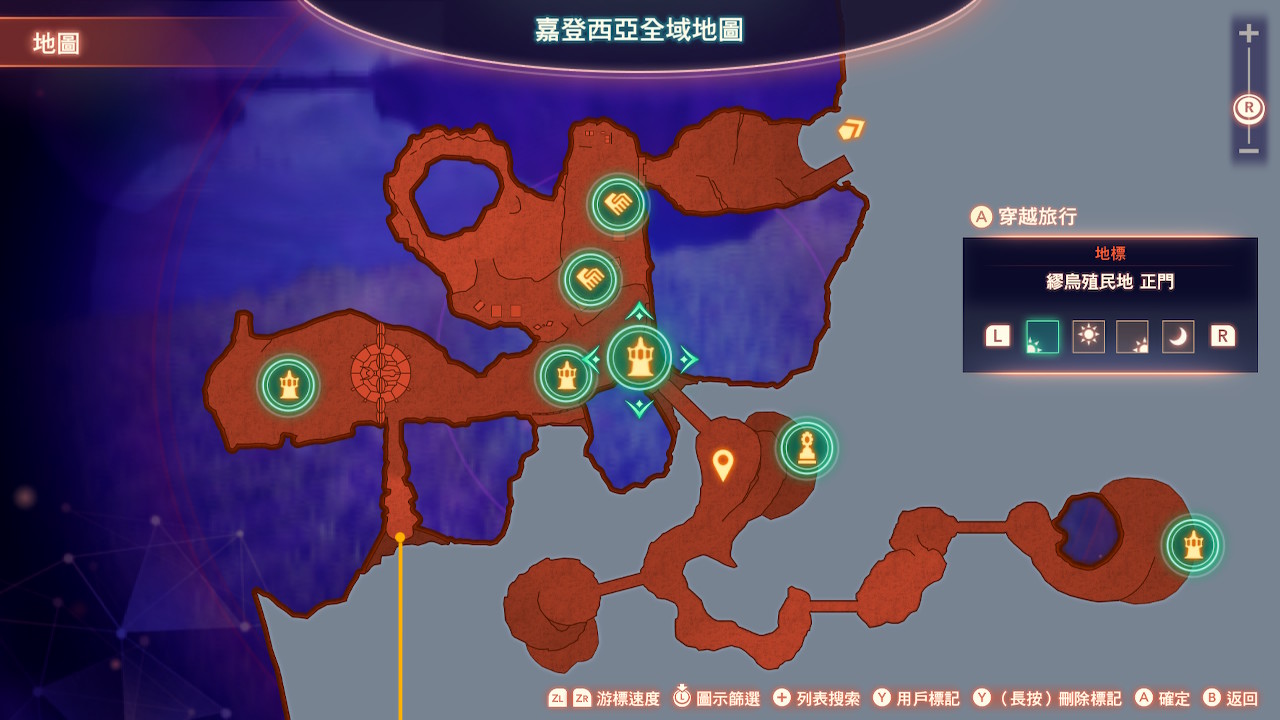 嘉登西亞全域地圖
地圖
R
A 穿越旅行
地標
繆烏殖民地 正門
L R
ZL ZR 游標速度 L 圖示篩選 + 列表搜索 Y 用戶標記 Y （長按）刪除標記 A 確定 B 返回